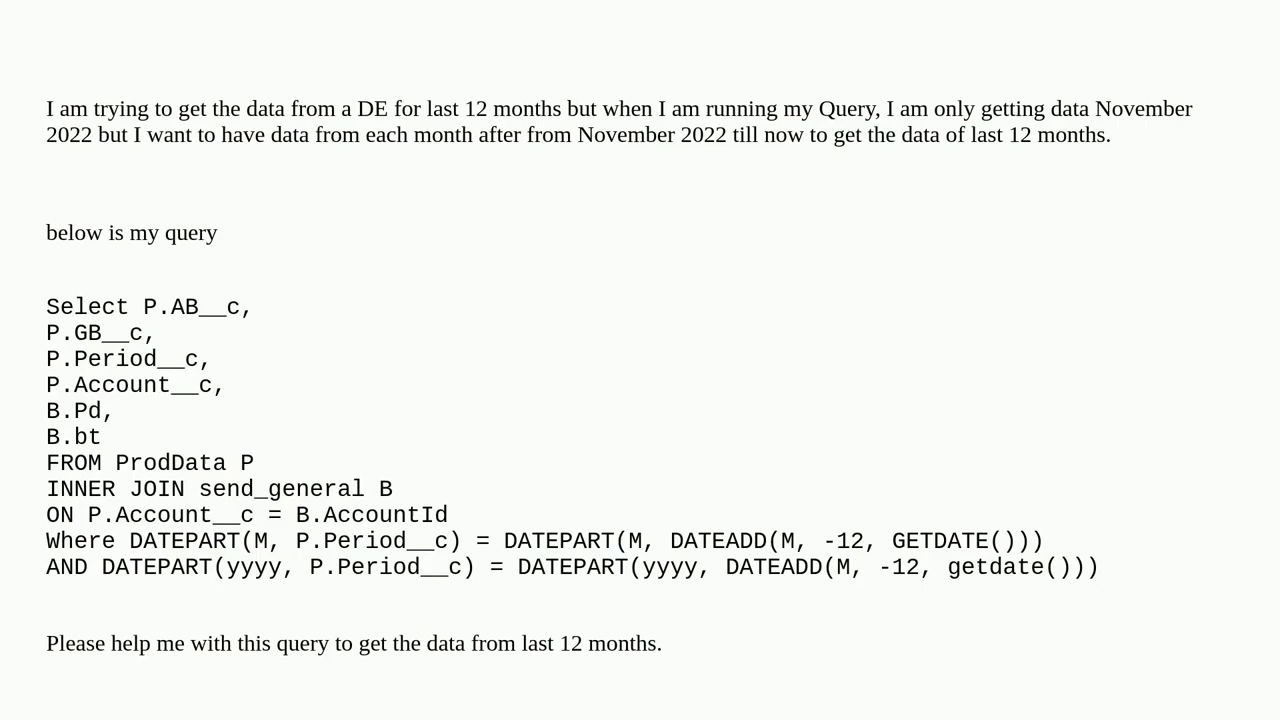 I am trying to get the data from a DE for last 12 months but when I am running my Query, I am only getting data November
2022 but I want to have data from each month after from November 2022 till now to get the data of last 12 months.
below is my query
Select P.AB__c,
P.GB__c,
P.Period__c,
P.Account__c,
B.Pd,
B.bt
FROM ProdData P
INNER JOIN send_general B
ON P.Account__c = B.AccountId
Where DATEPART(M, P.Period__c) = DATEPART(M, DATEADD(M, -12, GETDATE()))
AND DATEPART(yyyy, P.Period__c) = DATEPART(yyyy, DATEADD(M, -12, getdate()))
Please help me with this query to get the data from last 12 months.